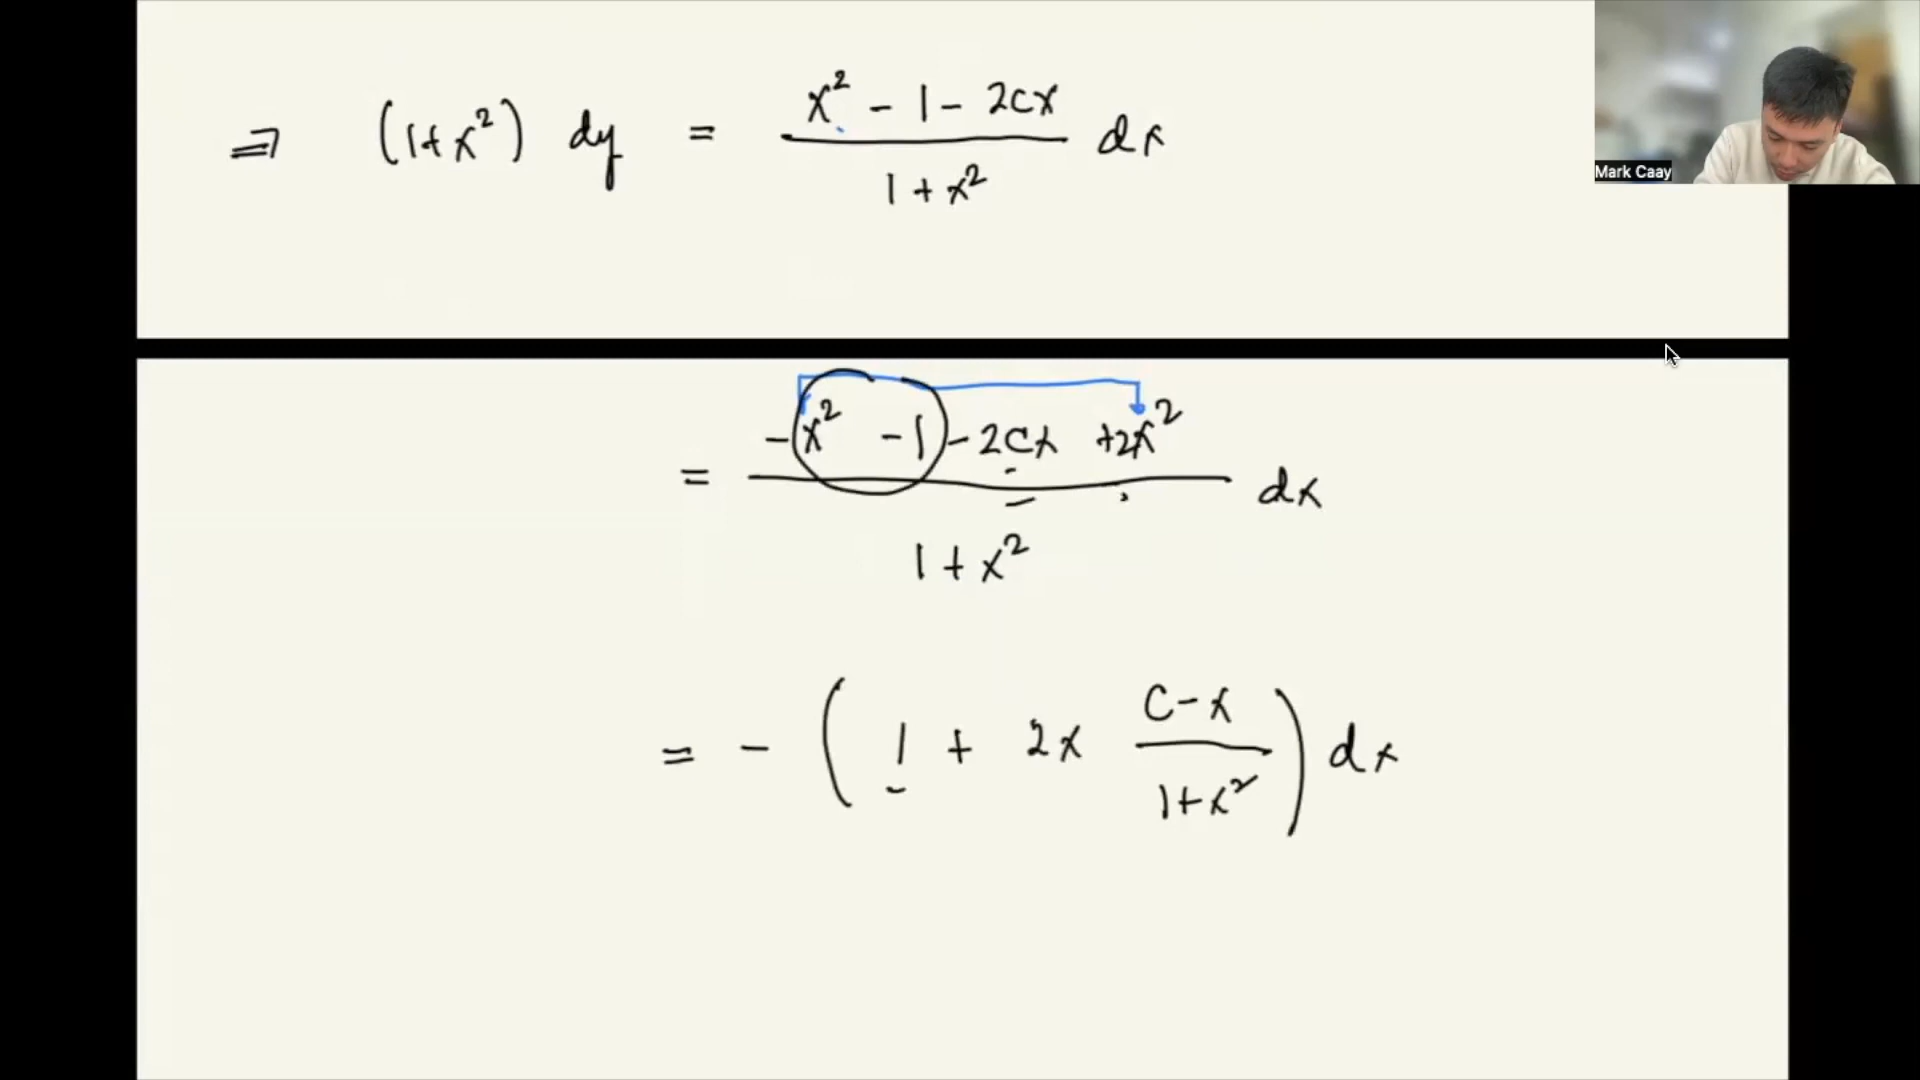 ⇒ (1+x²) dy = (x² - 1 - 2cx)/(1 + x²) dx
Mark Caay
= (-x² - 1 - 2cx + 2x²)/(1 + x²) dx
= - ( 1 + 2x (c-x)/(1+x²) ) dx